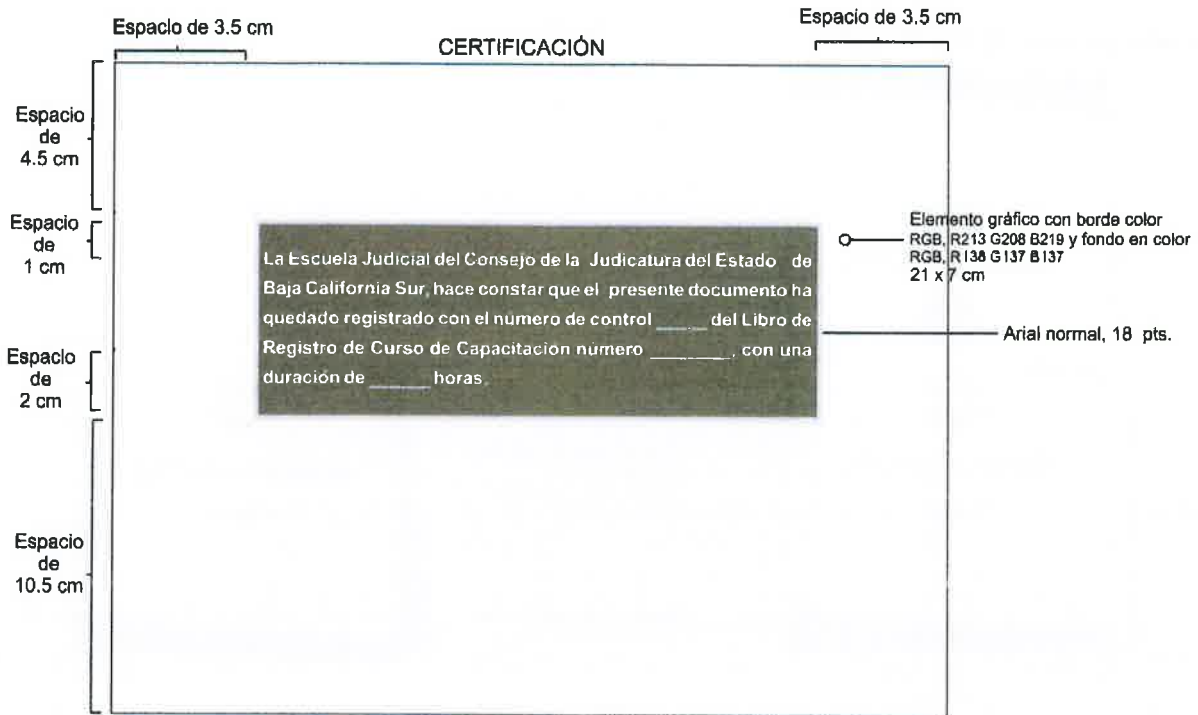 Espacio de 3.5 cm
CERTIFICACIÓN
Espacio de 3.5 cm
Espacio
de
4.5 cm
Espacio
de
1 cm
La Escuela Judicial del Consejo de la Judicatura del Estado de
Baja California Sur, hace constar que el presente documento ha
quedado registrado con el numero de control _____ del Libro de
Registro de Curso de Capacitación número ________, con una
duración de ______ horas.
Elemento gráfico con borde color
RGB, R213 G208 B219 y fondo en color
RGB, R138 G137 B137
21 x 7 cm
Arial normal, 18 pts.
Espacio
de
2 cm
Espacio
de
10.5 cm